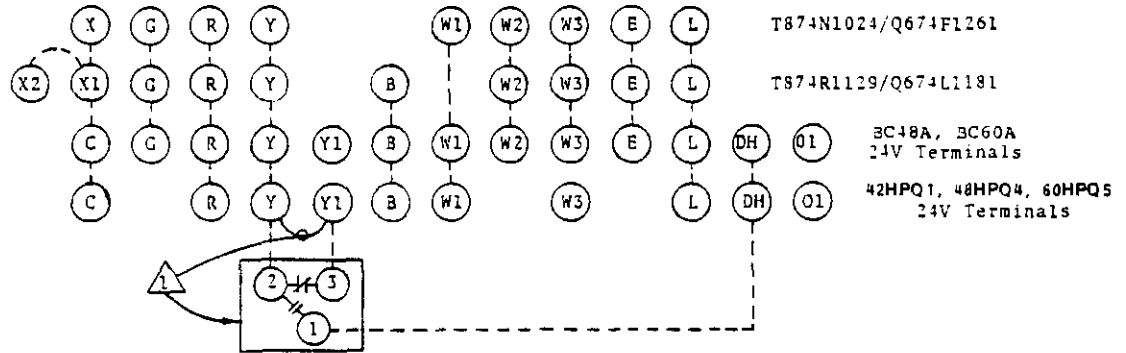 X G R Y W1 W2 W3 E L T874N1024/Q674F1261
X2 X1 G R Y B W2 W3 E L T874R1129/Q674L1181
C G R Y Y1 B W1 W2 W3 E L DH O1 BC48A, BC60A
24V Terminals
C R Y Y1 B W1 W3 L DH O1 42HPQ1, 48HPQ4, 60HPQ5
24V Terminals
1 2 3
1